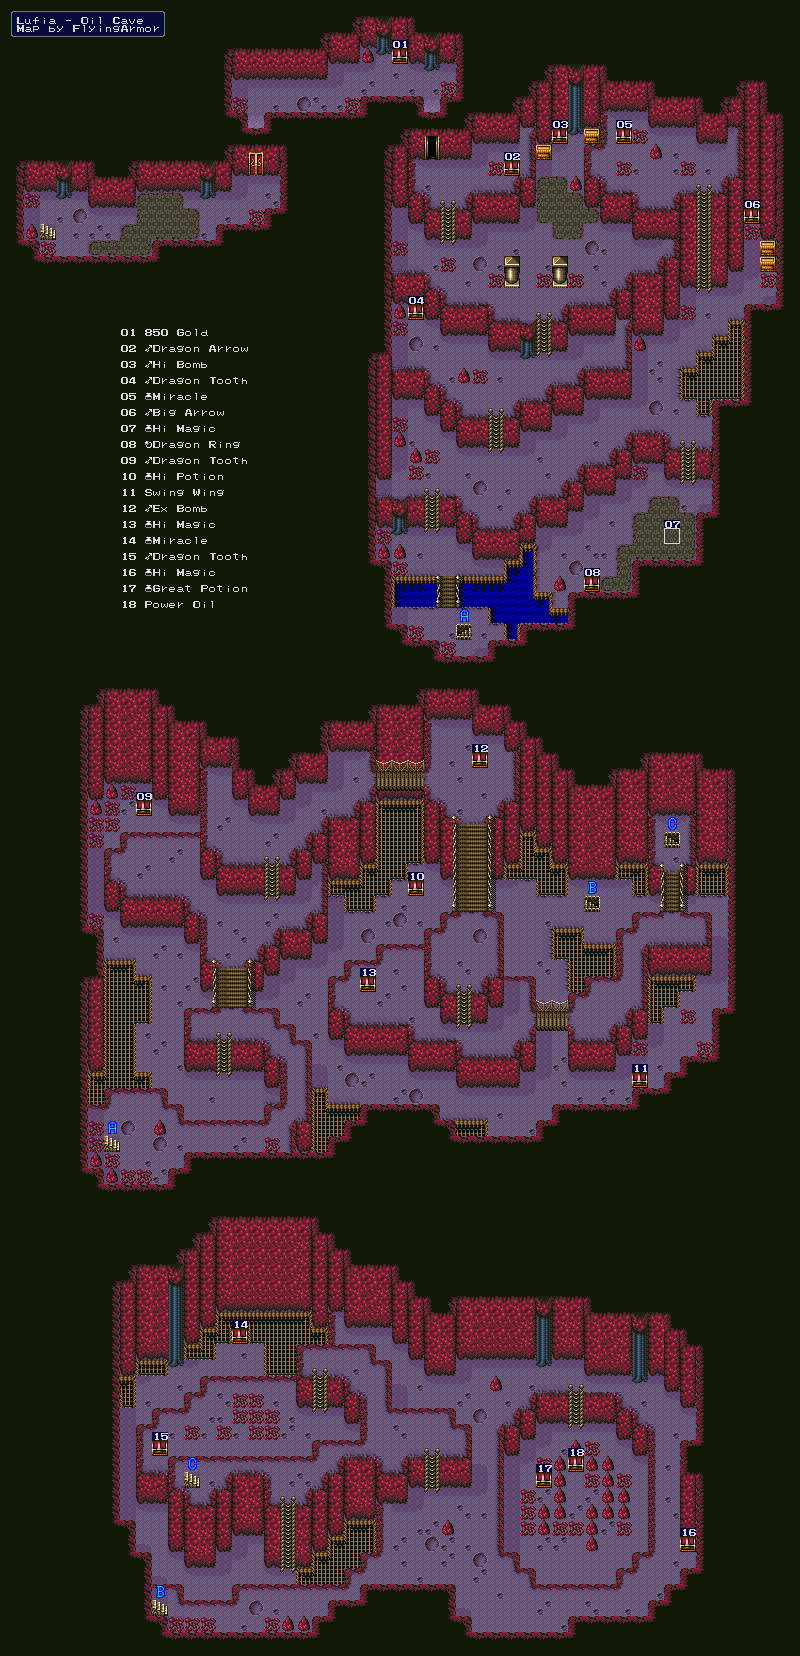 Lufia - Oil Cave
Map by FlyingArmor
01
02
03
05
06
04
01 850 Gold
02 Dragon Arrow
03 Hi Bomb
04 Dragon Tooth
05 Miracle
06 Big Arrow
07 Hi Magic
08 Dragon Ring
09 Dragon Tooth
10 Hi Potion
11 Swing Wing
12 Ex Bomb
13 Hi Magic
14 Miracle
15 Dragon Tooth
16 Hi Magic
17 Great Potion
18 Power Oil
07
08
A
12
09
C
10
B
13
11
A
14
15
18
C
17
16
B